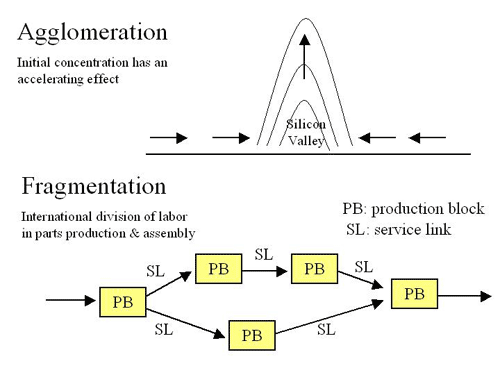 Agglomeration
Initial concentration has an
accelerating effect
Silicon
Valley
Fragmentation
International division of labor
in parts production & assembly
PB: production block
SL: service link
SL
PB
SL
PB
SL
PB
PB
SL
PB
SL